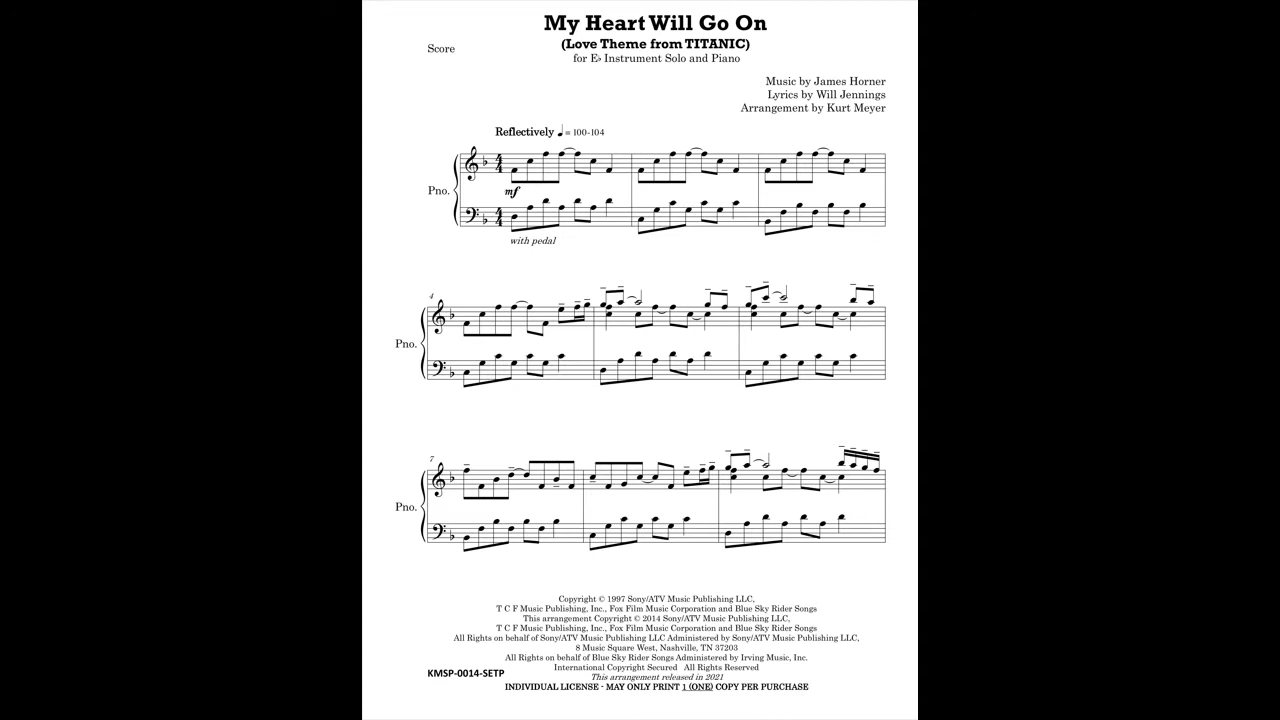 My Heart Will Go On
(Love Theme from TITANIC)
Score
for E♭ Instrument Solo and Piano
Music by James Horner
Lyrics by Will Jennings
Arrangement by Kurt Meyer
Reflectively ♩ = 100-104
Pno.
mf
with pedal
4
Pno.
7
Pno.
Copyright © 1997 Sony/ATV Music Publishing LLC,
T C F Music Publishing, Inc., Fox Film Music Corporation and Blue Sky Rider Songs
This arrangement Copyright © 2014 Sony/ATV Music Publishing LLC,
T C F Music Publishing, Inc., Fox Film Music Corporation and Blue Sky Rider Songs
All Rights on behalf of Sony/ATV Music Publishing LLC Administered by Sony/ATV Music Publishing LLC,
8 Music Square West, Nashville, TN 37203
All Rights on behalf of Blue Sky Rider Songs Administered by Irving Music, Inc.
International Copyright Secured All Rights Reserved
KMSP-0014-SETP
This arrangement released in 2021
INDIVIDUAL LICENSE - MAY ONLY PRINT 1 (ONE) COPY PER PURCHASE